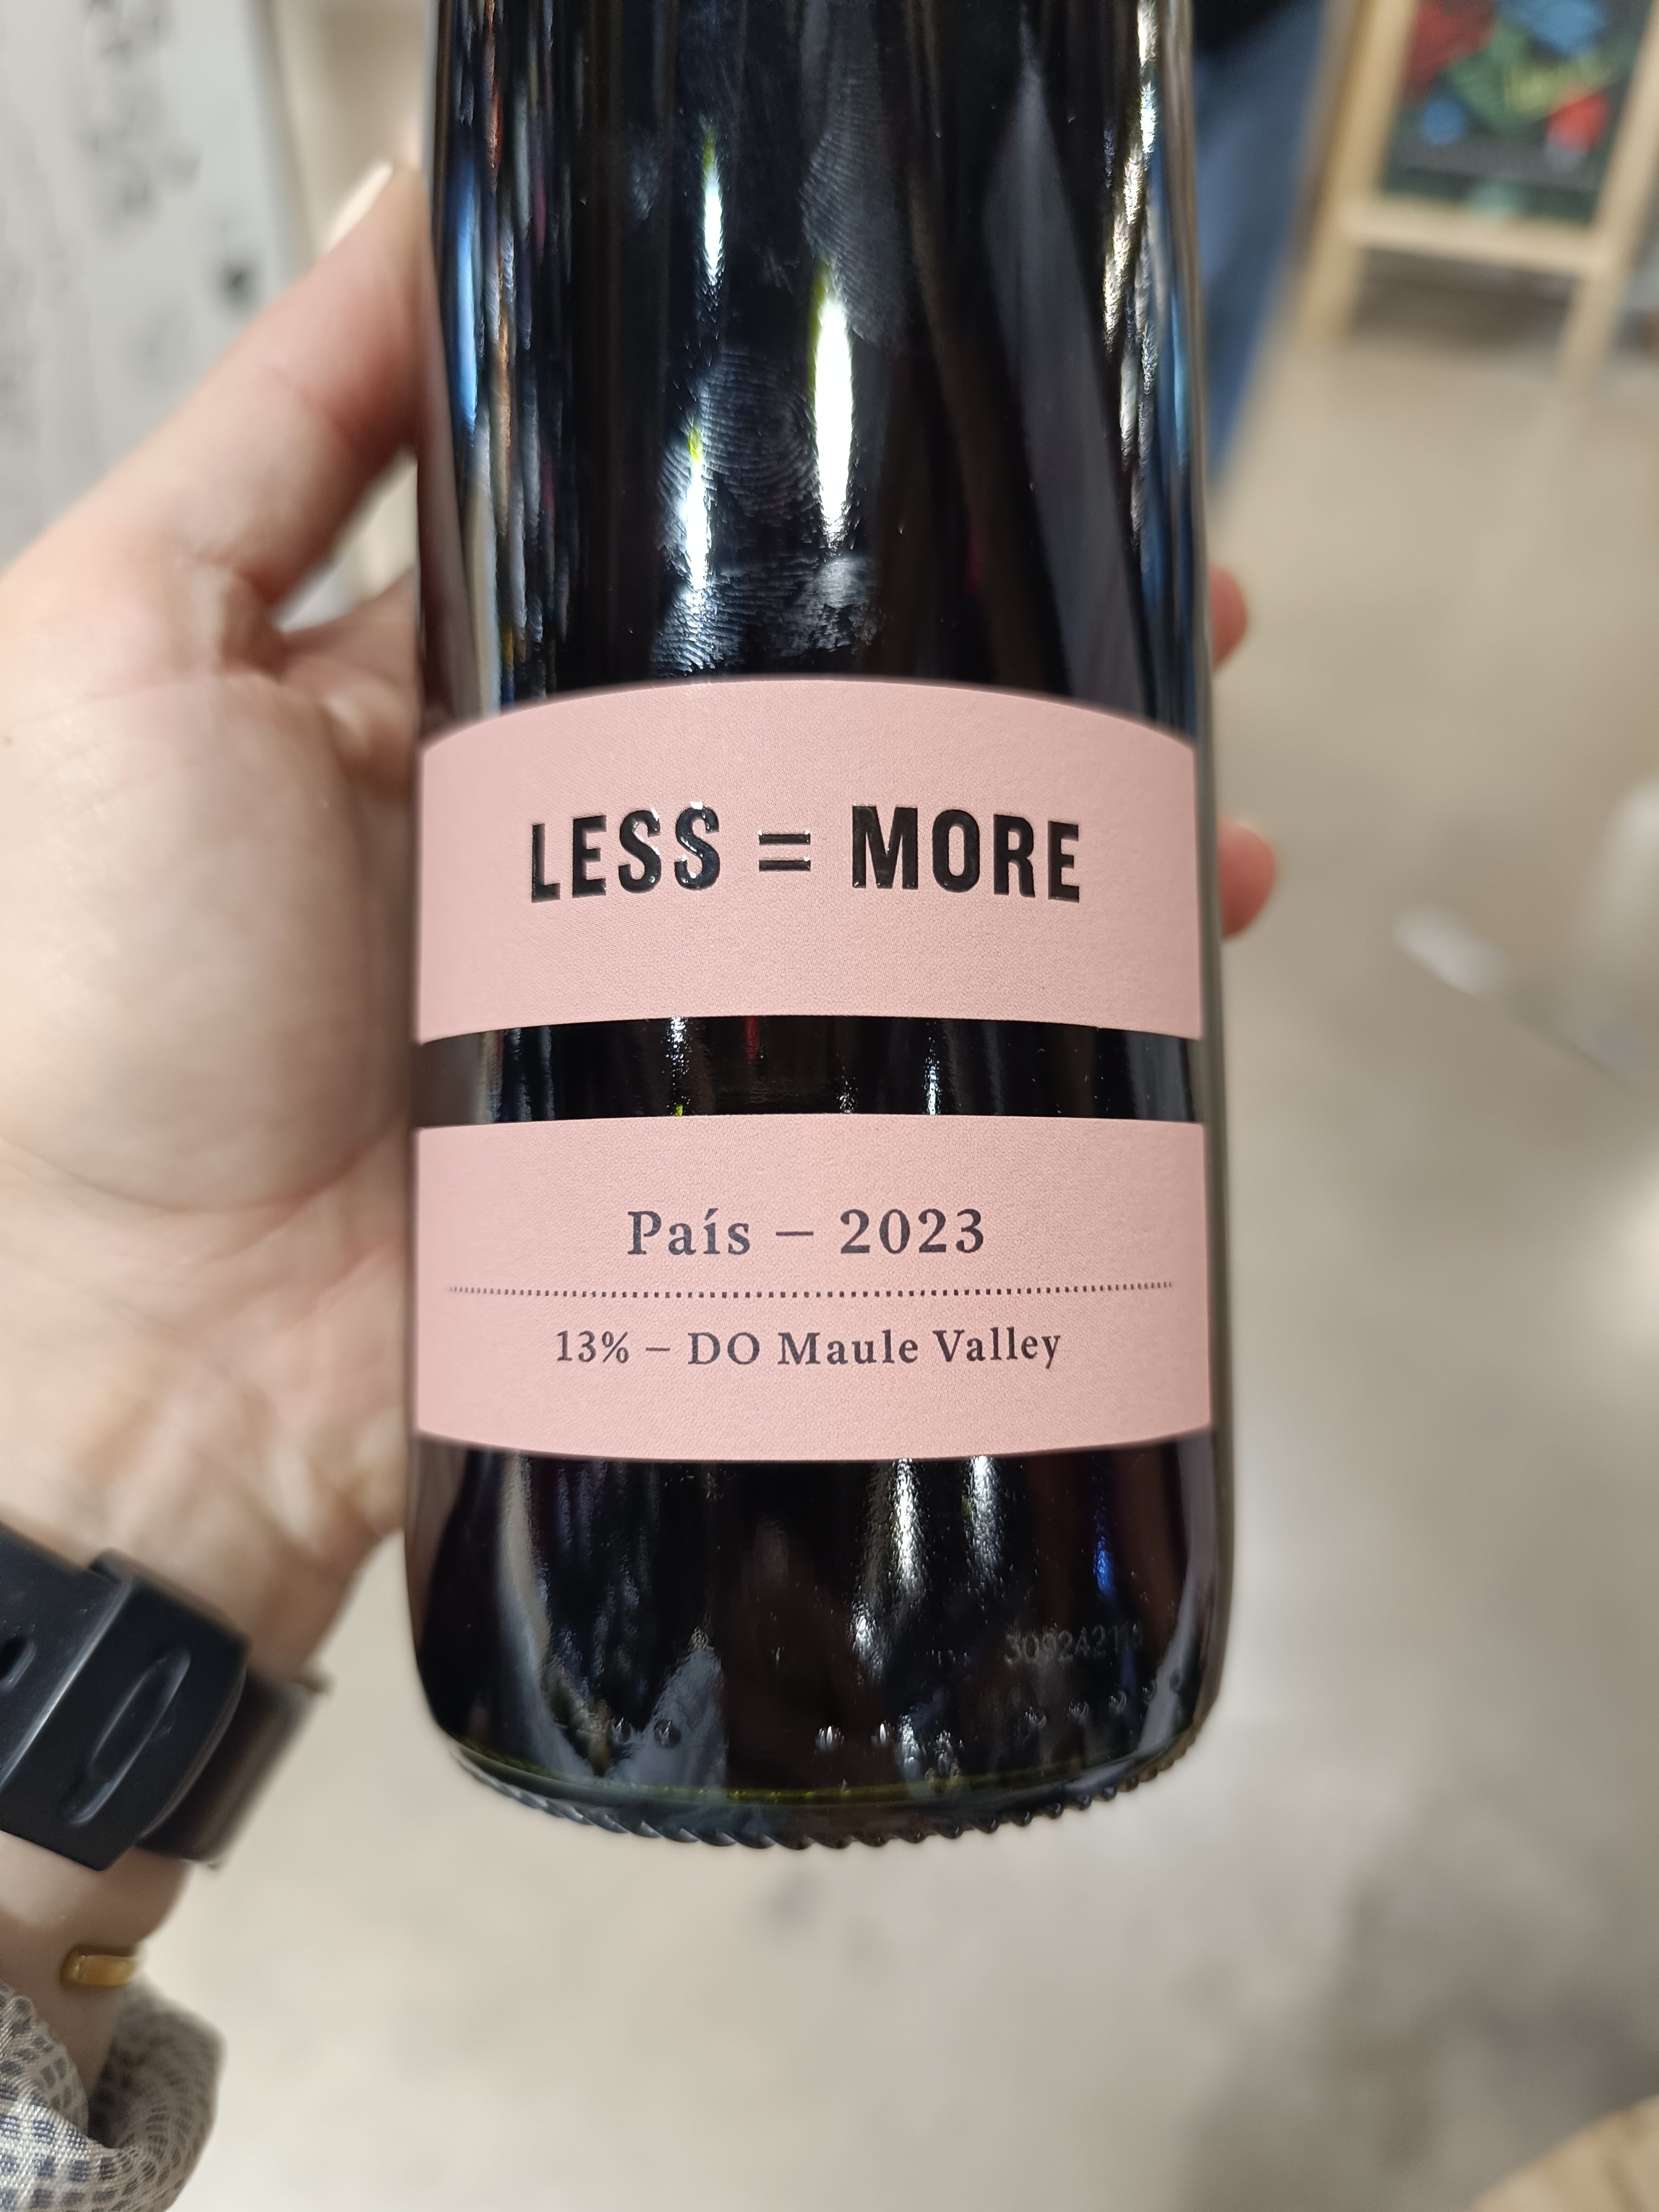 LESS = MORE
País – 2023
13% – DO Maule Valley